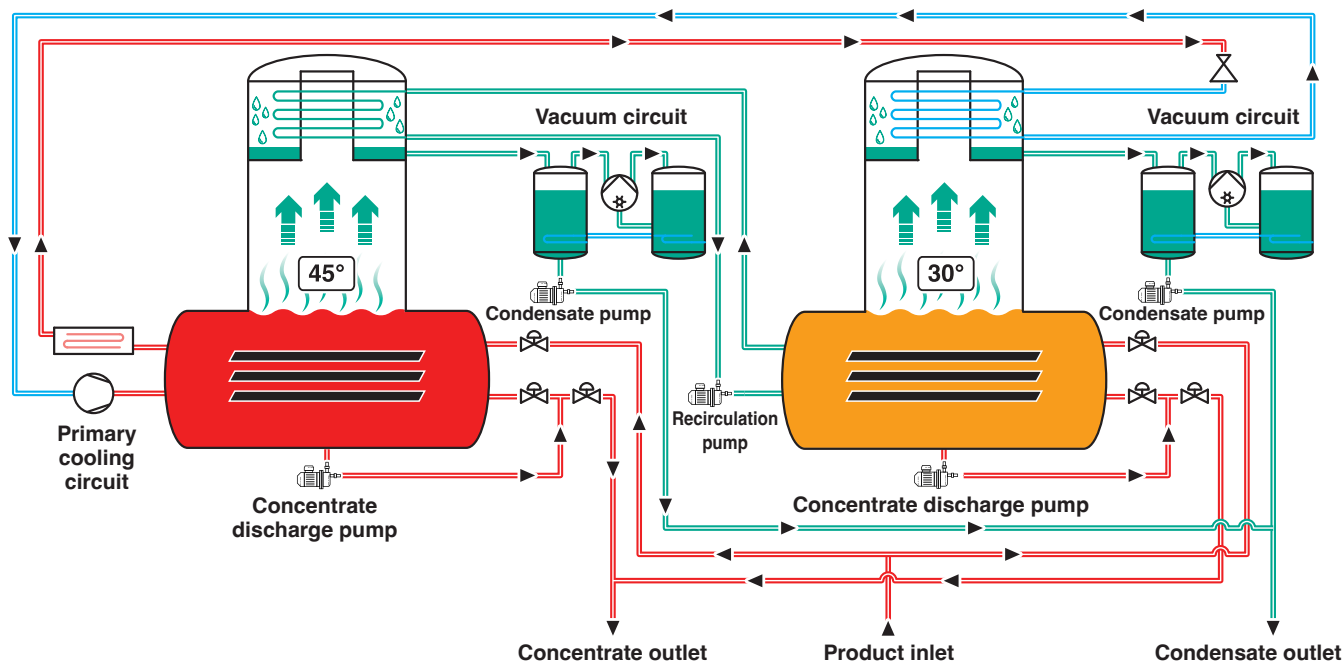 Vacuum circuit
Vacuum circuit
45°
30°
Condensate pump
Condensate pump
Primary
cooling
circuit
Recirculation
pump
Concentrate
discharge pump
Concentrate discharge pump
Concentrate outlet
Product inlet
Condensate outlet